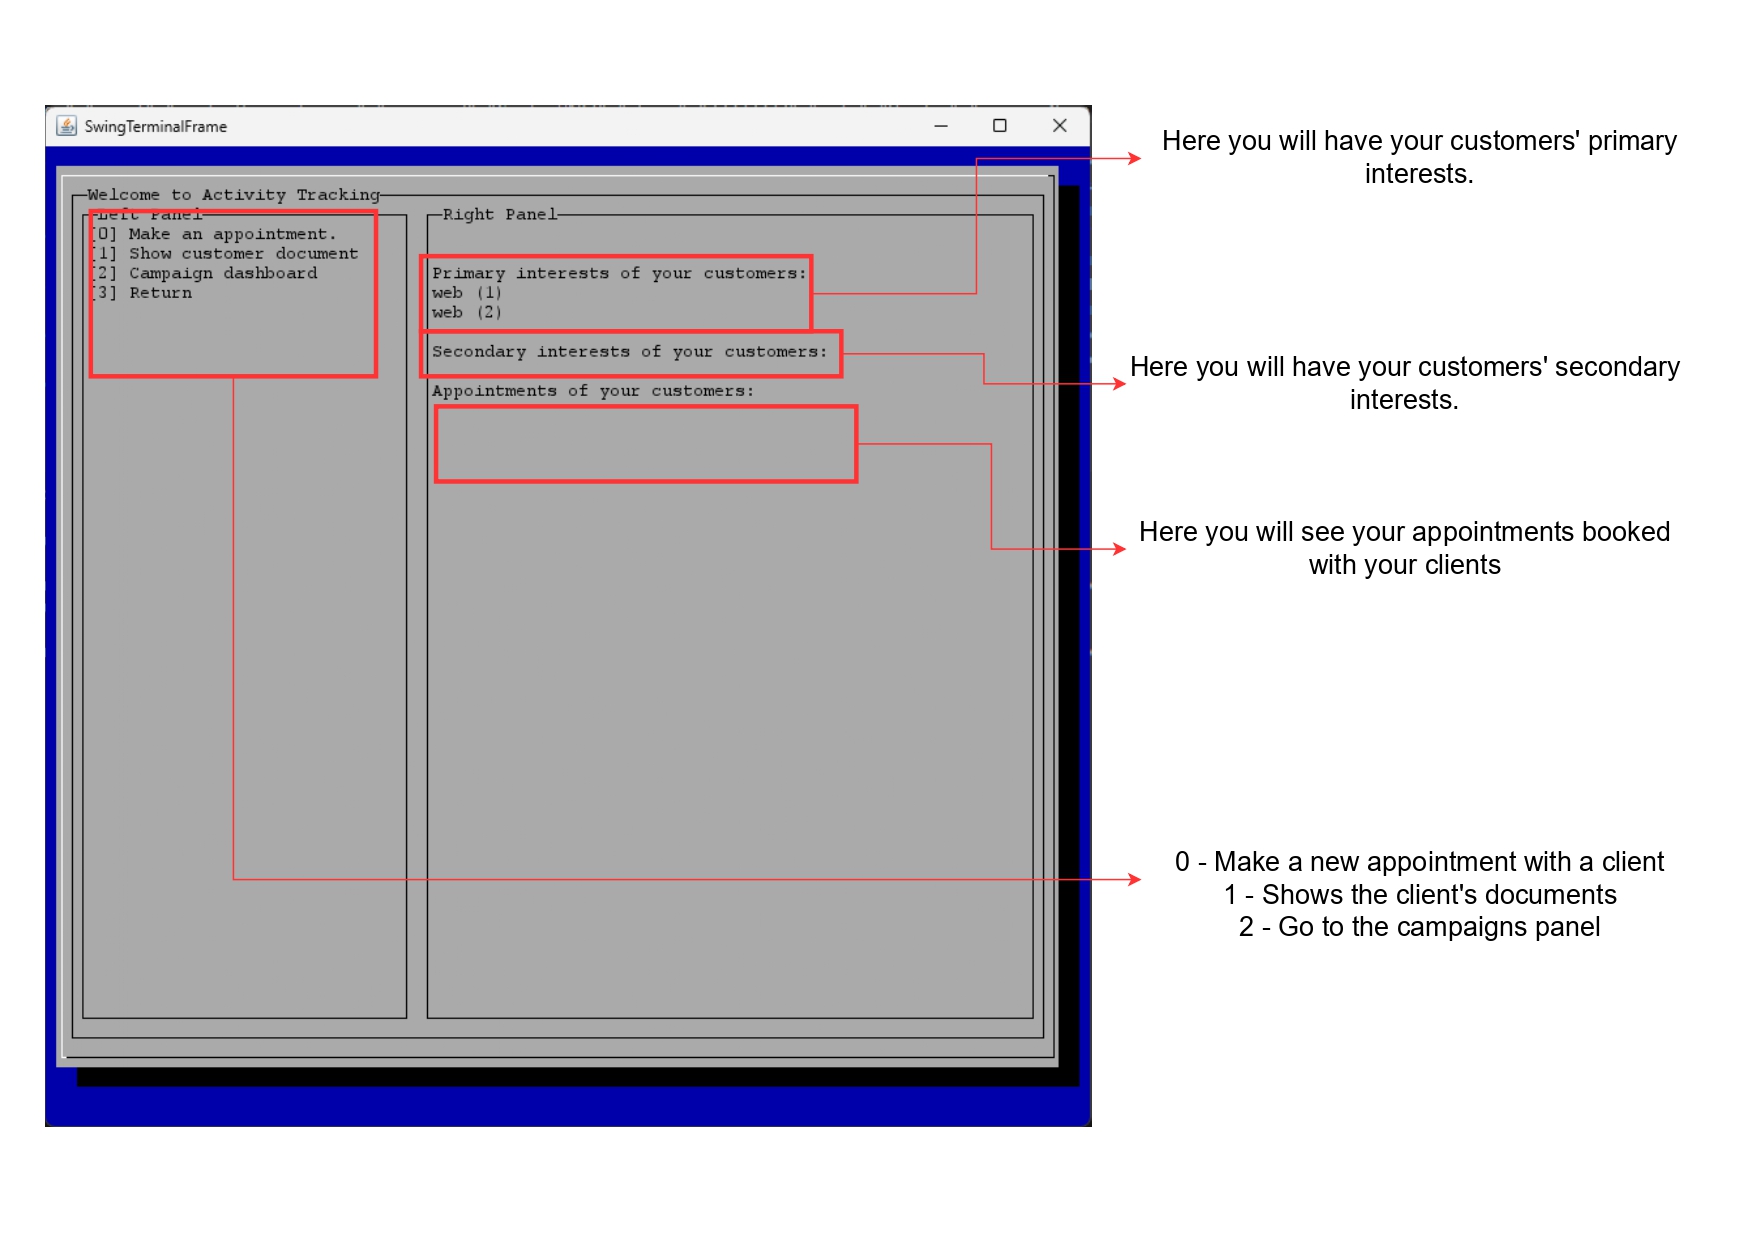 SwingTerminalFrame
Welcome to Activity Tracking
Left Panel
[0] Make an appointment.
[1] Show customer document
[2] Campaign dashboard
[3] Return
Right Panel
Primary interests of your customers:
web (1)
web (2)
Secondary interests of your customers:
Appointments of your customers:
Here you will have your customers' primary
interests.
Here you will have your customers' secondary
interests.
Here you will see your appointments booked
with your clients
0 - Make a new appointment with a client
1 - Shows the client's documents
2 - Go to the campaigns panel